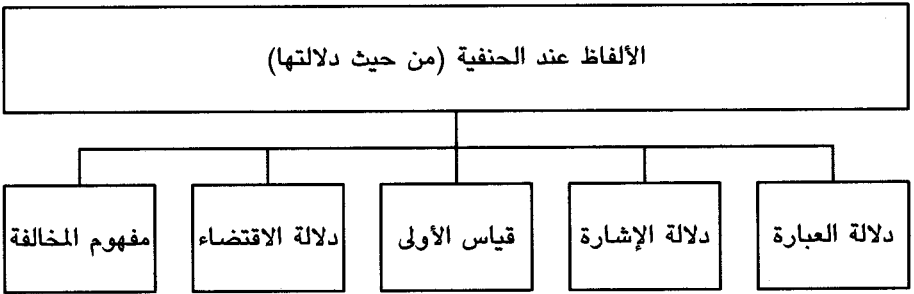 الألفاظ عند الحنفية (من حيث دلالتها)
دلالة العبارة
دلالة الإشارة
قياس الأولى
دلالة الاقتضاء
مفهوم المخالفة